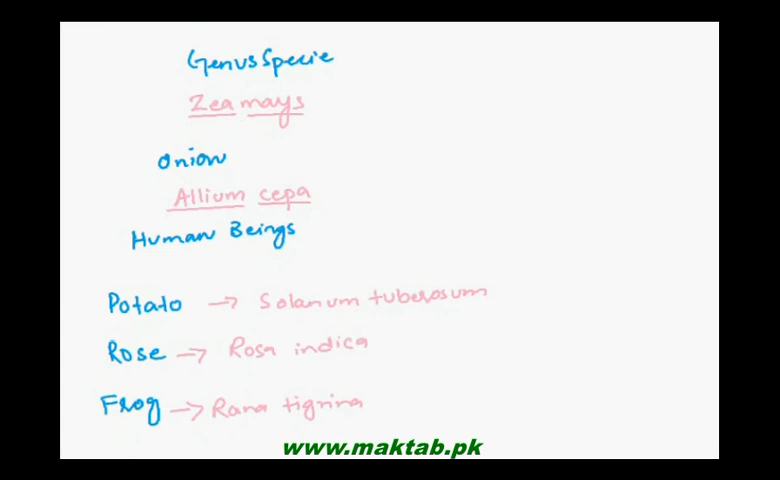 Genus Specie
Zea mays
Onion
Allium cepa
Human Beings
Potato → Solanum tuberosum
Rose → Rosa indica
Frog → Rana tigrina
www.maktab.pk